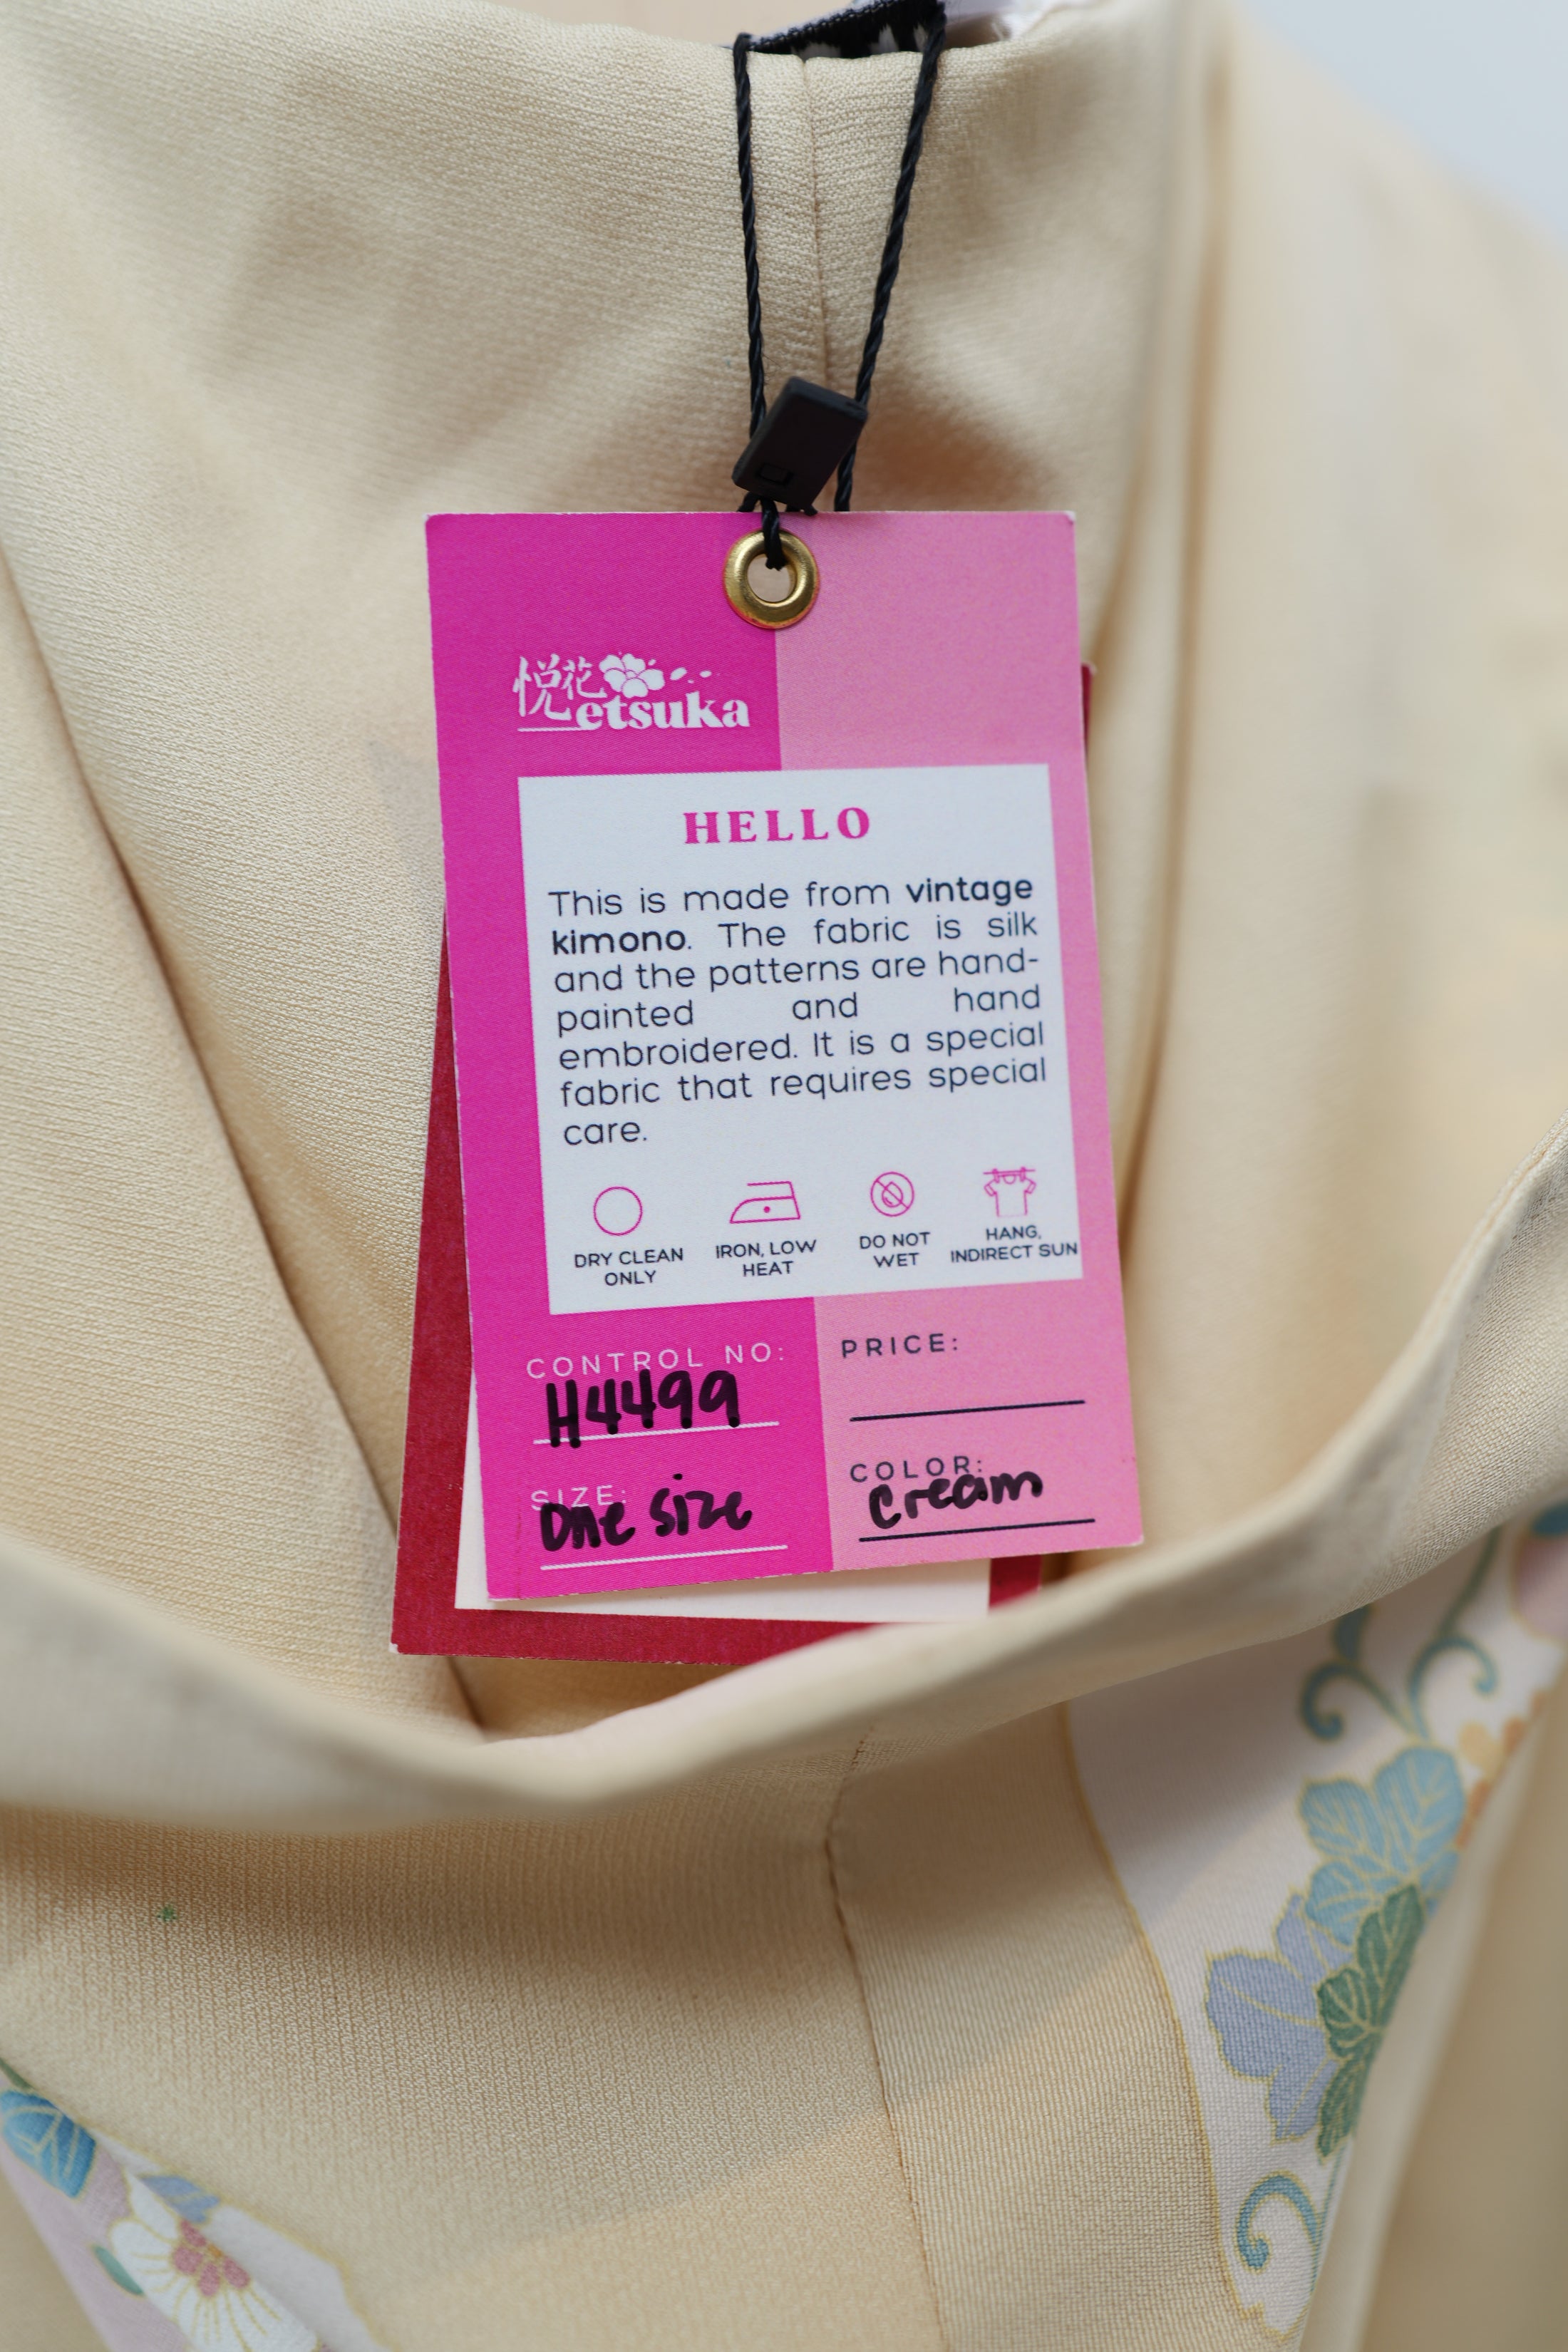 悦花
etsuka
HELLO
This is made from vintage
kimono. The fabric is silk
and the patterns are hand-
painted and hand
embroidered. It is a special
fabric that requires special
care.
DRY CLEAN
ONLY
IRON, LOW
HEAT
DO NOT
WET
HANG,
INDIRECT SUN
CONTROL NO:
H4499
PRICE:
SIZE:
One size
COLOR:
Cream